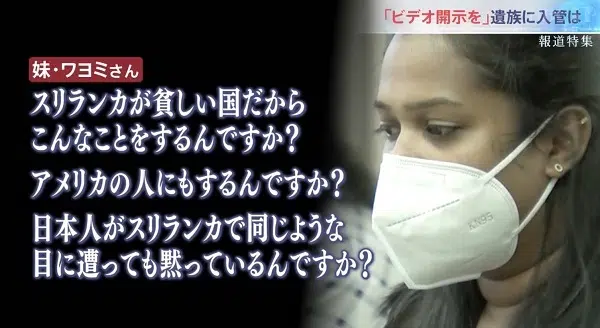 「ビデオ開示を」遺族に入管は
報道特集
妹・ワヨミさん
スリランカが貧しい国だから
こんなことをするんですか?
アメリカの人にもするんですか?
日本人がスリランカで同じような
目に遭っても黙っているんですか?
KN95